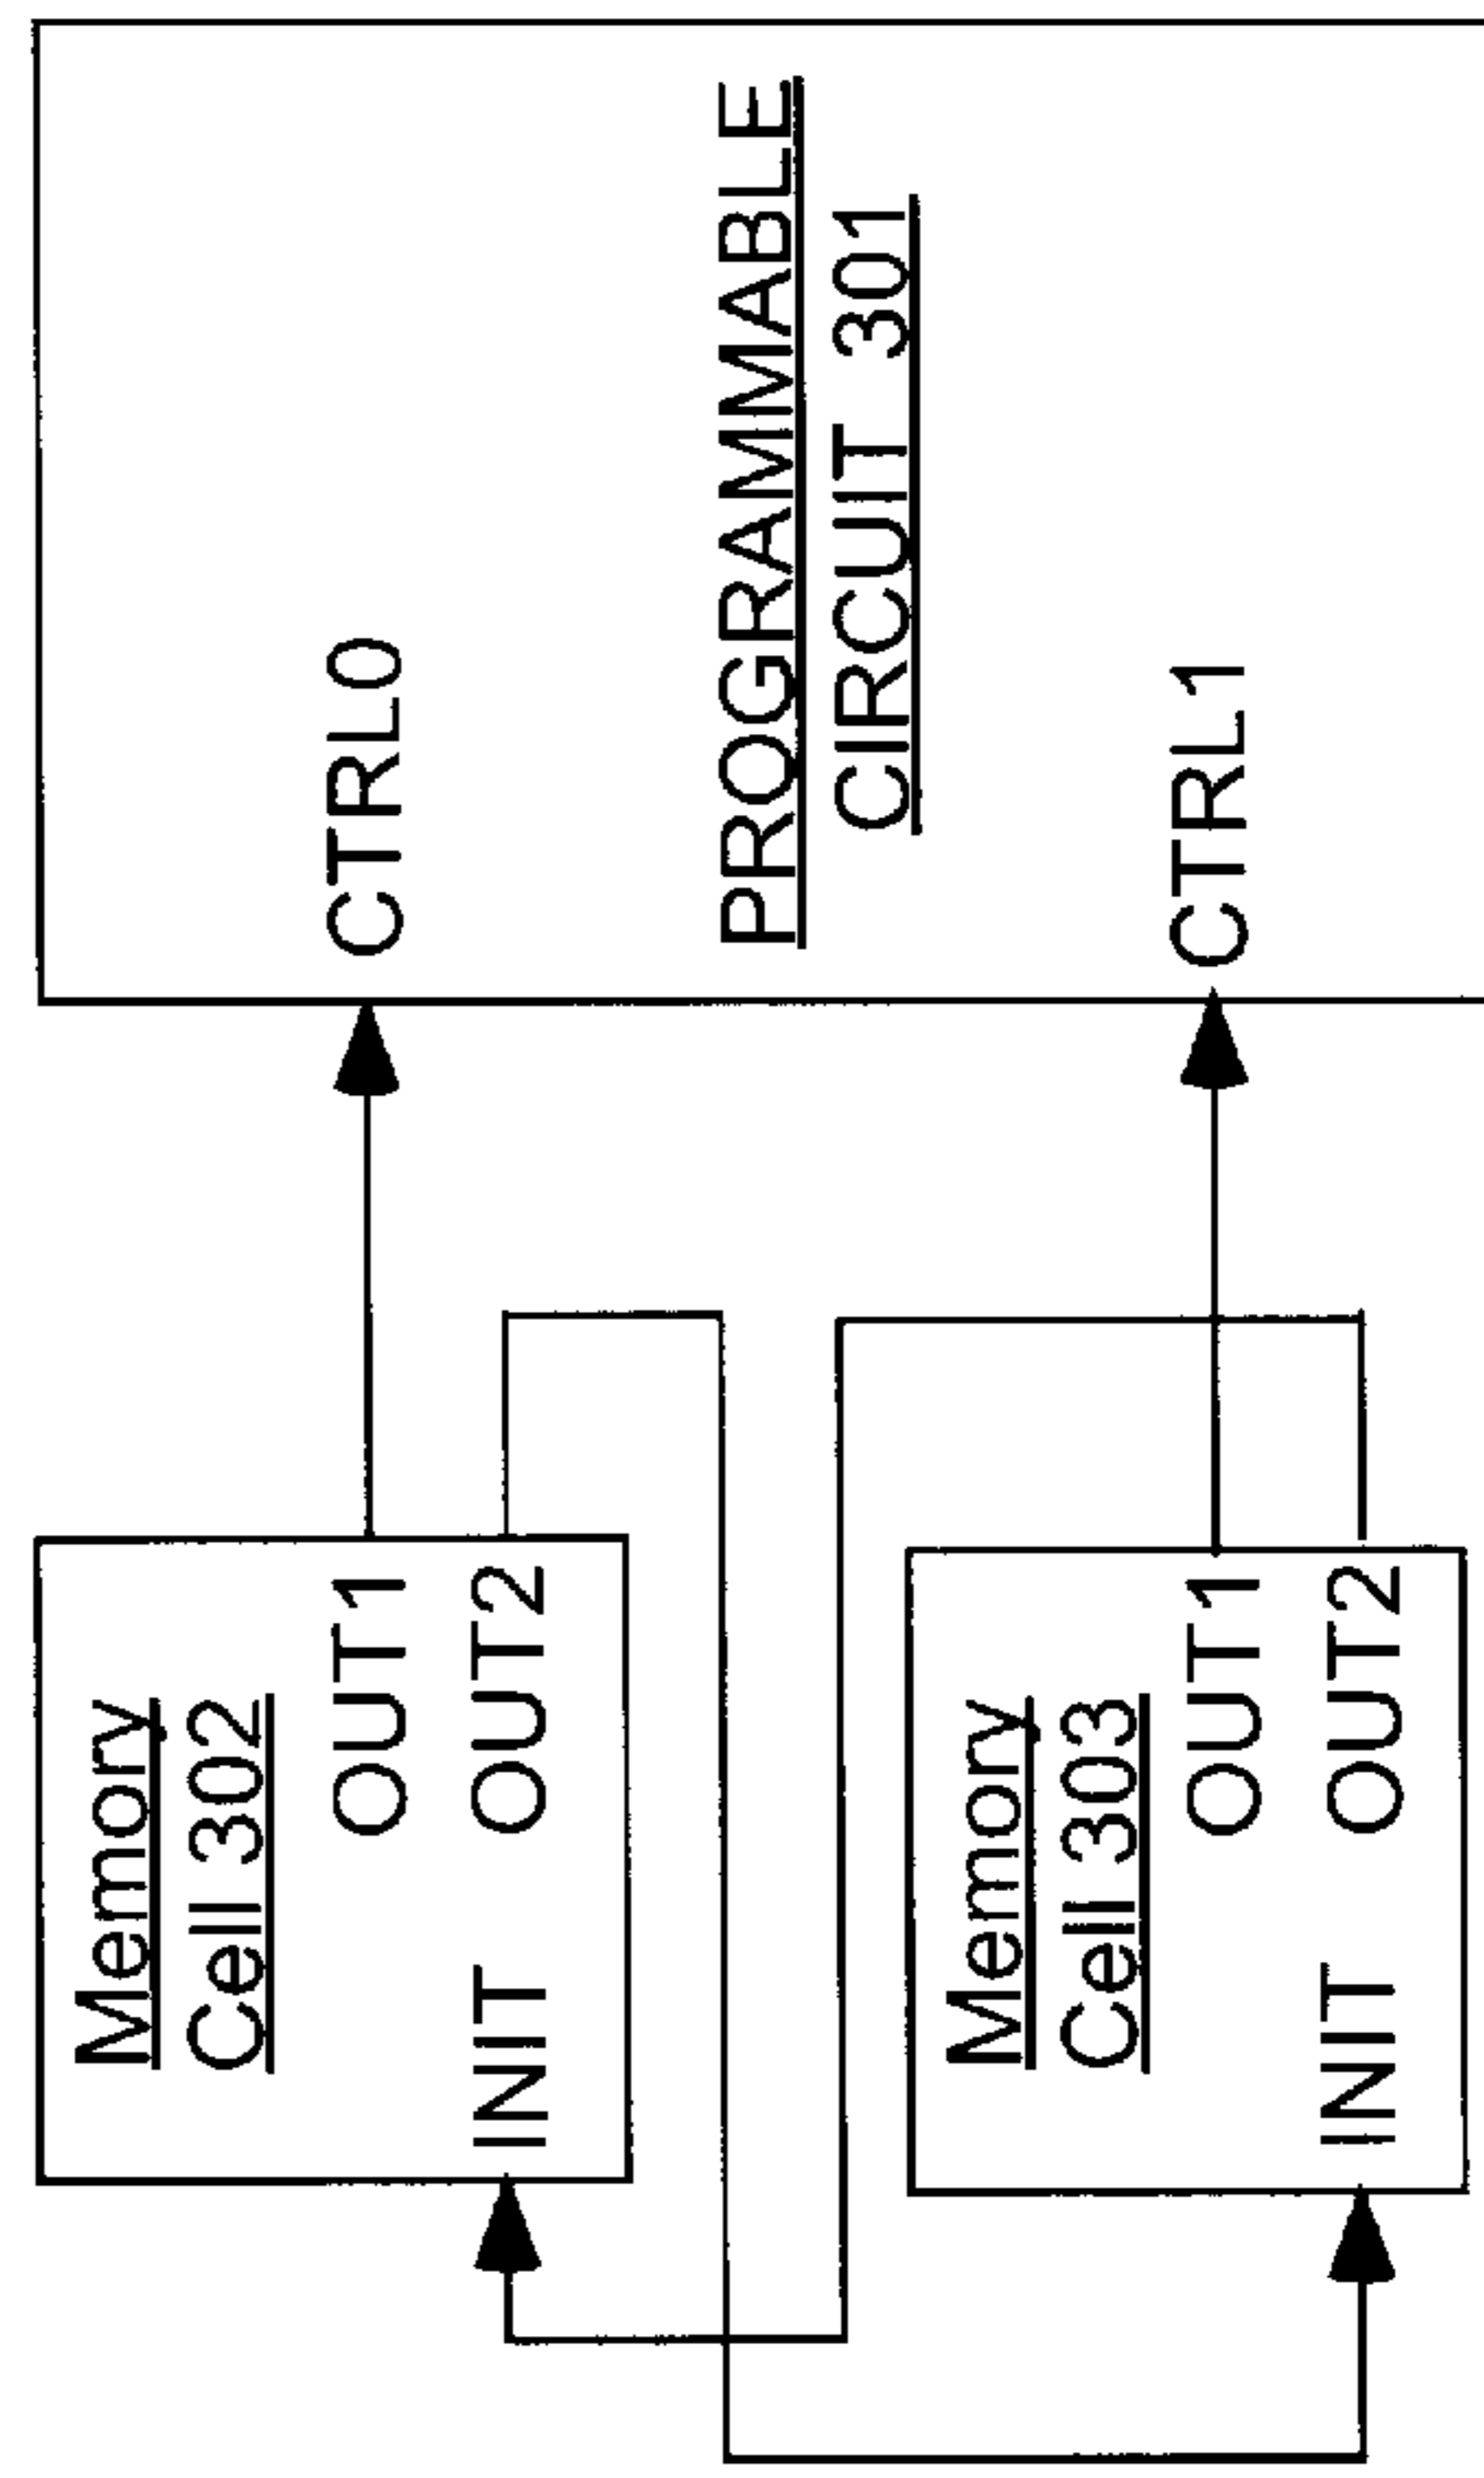 Memory
Cell 302
OUT1
INIT OUT2
CTRL0
PROGRAMMABLE
CIRCUIT 301
Memory
Cell 303
OUT1
INIT OUT2
CTRL1